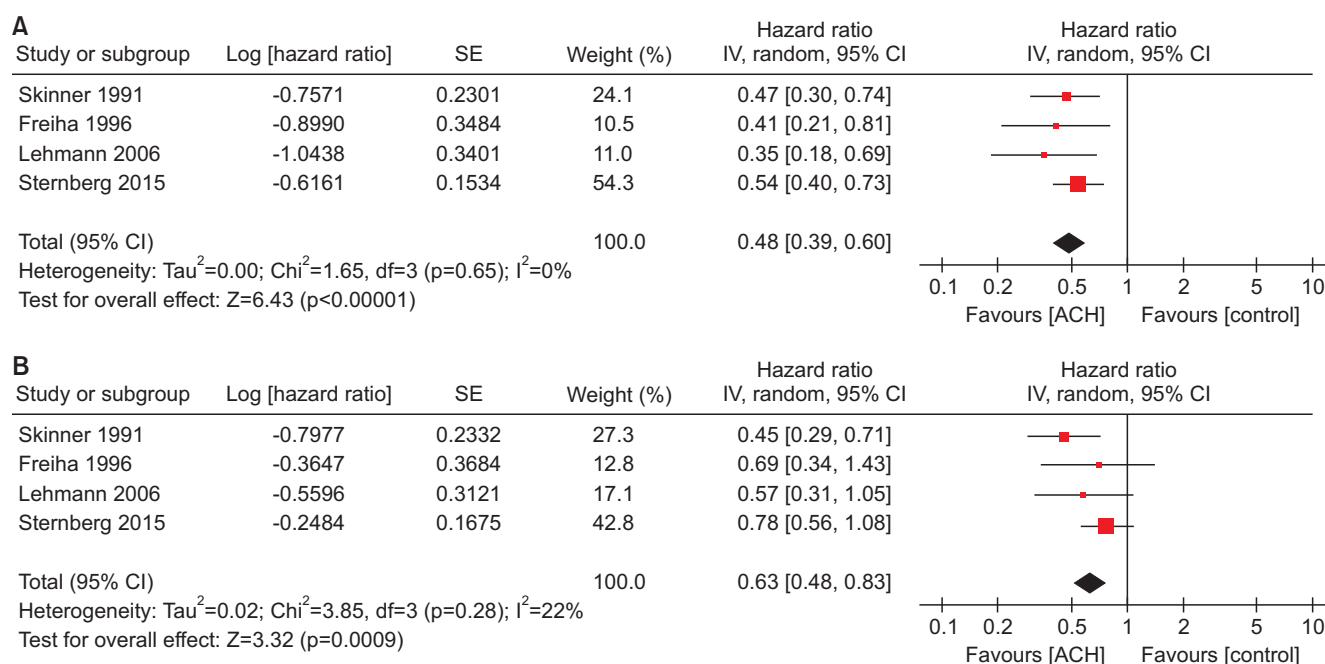 A
Hazard ratio Hazard ratio
Study or subgroup Log [hazard ratio] SE Weight (%) IV, random, 95% CI IV, random, 95% CI
Skinner 1991 -0.7571 0.2301 24.1 0.47 [0.30, 0.74]
Freiha 1996 -0.8990 0.3484 10.5 0.41 [0.21, 0.81]
Lehmann 2006 -1.0438 0.3401 11.0 0.35 [0.18, 0.69]
Sternberg 2015 -0.6161 0.1534 54.3 0.54 [0.40, 0.73]
Total (95% CI) 100.0 0.48 [0.39, 0.60]
Heterogeneity: Tau²=0.00; Chi²=1.65, df=3 (p=0.65); I²=0%
Test for overall effect: Z=6.43 (p<0.00001)
0.1 0.2 0.5 1 2 5 10
Favours [ACH] Favours [control]
B
Hazard ratio Hazard ratio
Study or subgroup Log [hazard ratio] SE Weight (%) IV, random, 95% CI IV, random, 95% CI
Skinner 1991 -0.7977 0.2332 27.3 0.45 [0.29, 0.71]
Freiha 1996 -0.3647 0.3684 12.8 0.69 [0.34, 1.43]
Lehmann 2006 -0.5596 0.3121 17.1 0.57 [0.31, 1.05]
Sternberg 2015 -0.2484 0.1675 42.8 0.78 [0.56, 1.08]
Total (95% CI) 100.0 0.63 [0.48, 0.83]
Heterogeneity: Tau²=0.02; Chi²=3.85, df=3 (p=0.28); I²=22%
Test for overall effect: Z=3.32 (p=0.0009)
0.1 0.2 0.5 1 2 5 10
Favours [ACH] Favours [control]